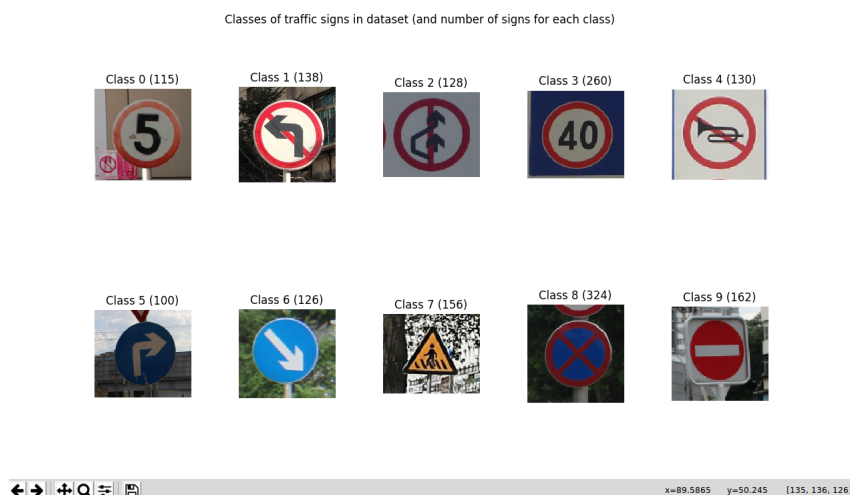 Classes of traffic signs in dataset (and number of signs for each class)
Class 0 (115)
Class 1 (138)
Class 2 (128)
Class 3 (260)
Class 4 (130)
5
40
Class 5 (100)
Class 6 (126)
Class 7 (156)
Class 8 (324)
Class 9 (162)
x=89.5865 y=50.245 [135, 136, 126]